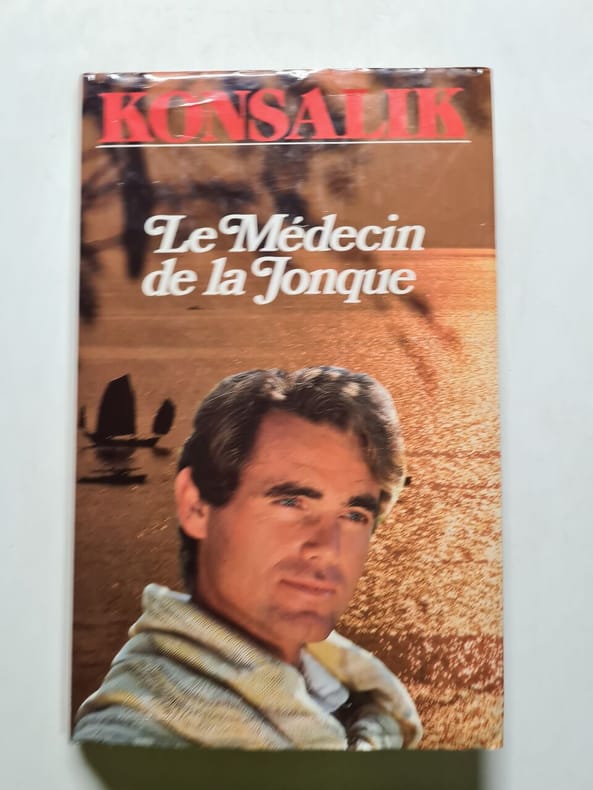 KONSALIK
Le Médecin
de la Jonque